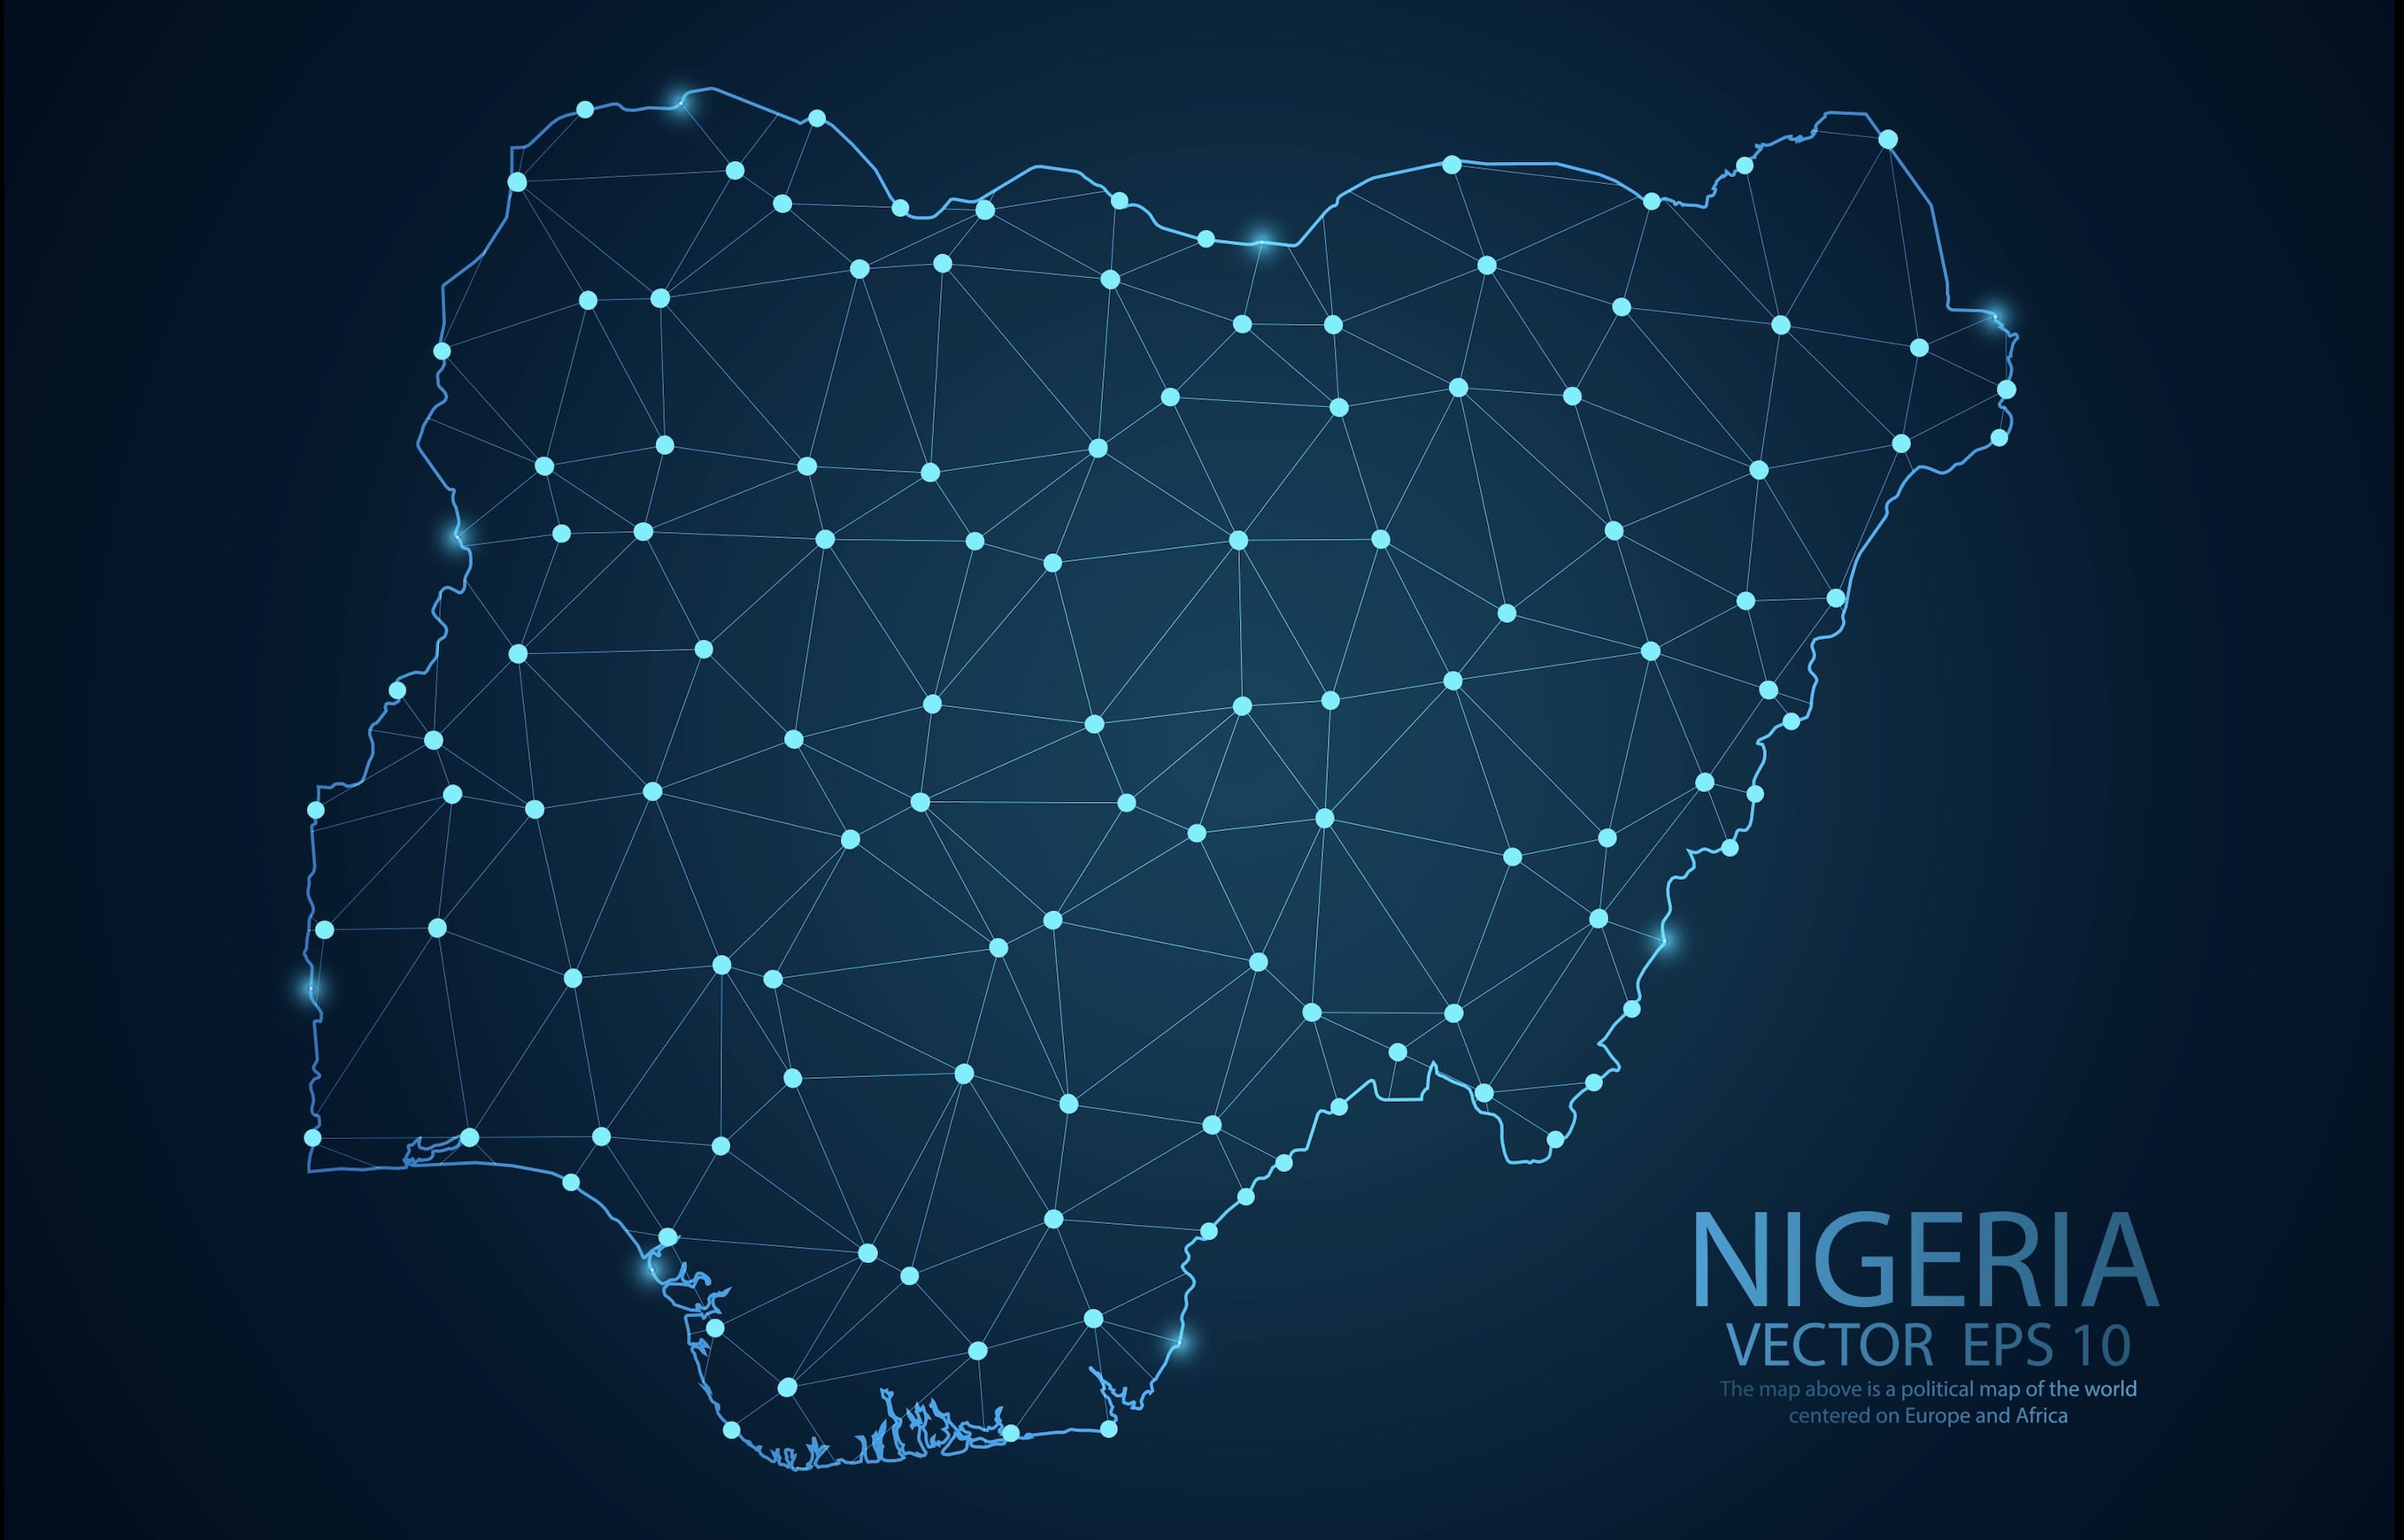 NIGERIA
VECTOR EPS 10
The map above is a political map of the world
centered on Europe and Africa